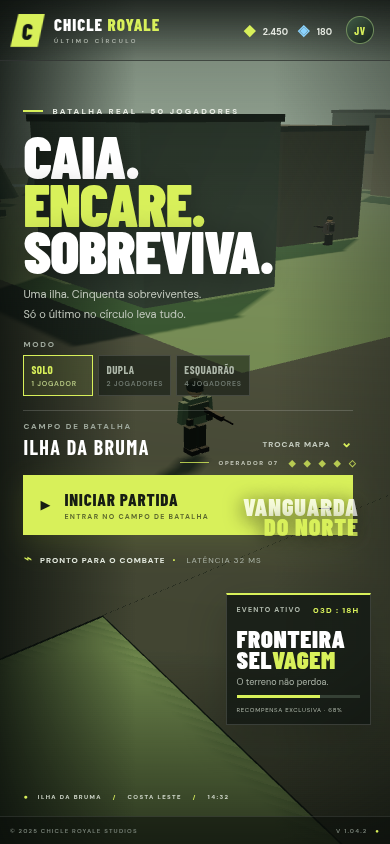 C
CHICLE ROYALE
ÚLTIMO CÍRCULO
2.450
180
JV
BATALHA REAL · 50 JOGADORES
CAIA.
ENCARE.
SOBREVIVA.
Uma ilha. Cinquenta sobreviventes.
Só o último no círculo leva tudo.
MODO
SOLO
1 JOGADOR
DUPLA
2 JOGADORES
ESQUADRÃO
4 JOGADORES
CAMPO DE BATALHA
ILHA DA BRUMA
TROCAR MAPA
OPERADOR 07
INICIAR PARTIDA
ENTRAR NO CAMPO DE BATALHA
VANGUARDA
DO NORTE
PRONTO PARA O COMBATE • LATÊNCIA 32 MS
EVENTO ATIVO
03D : 18H
FRONTEIRA
SELVAGEM
O terreno não perdoa.
RECOMPENSA EXCLUSIVA · 68%
ILHA DA BRUMA / COSTA LESTE / 14:32
© 2026 CHICLE ROYALE STUDIOS
V 1.04.2